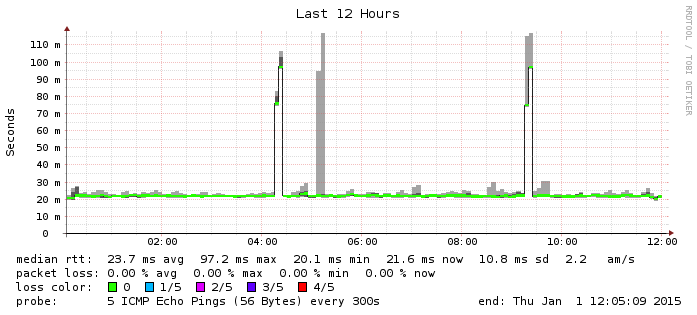 Last 12 Hours
RRDTOOL / TOBI OETIKER
Seconds
110 m
100 m
90 m
80 m
70 m
60 m
50 m
40 m
30 m
20 m
10 m
0
02:00 04:00 06:00 08:00 10:00 12:00
median rtt: 23.7 ms avg 97.2 ms max 20.1 ms min 21.6 ms now 10.8 ms sd 2.2 am/s
packet loss: 0.00 % avg 0.00 % max 0.00 % min 0.00 % now
loss color: 0 1/5 2/5 3/5 4/5
probe: 5 ICMP Echo Pings (56 Bytes) every 300s end: Thu Jan 1 12:05:09 2015